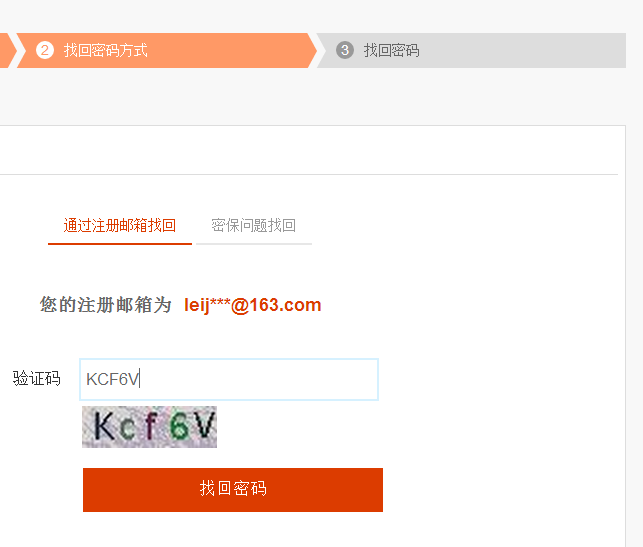 2 找回密码方式
3 找回密码
通过注册邮箱找回 密保问题找回
您的注册邮箱为 leij***@163.com
验证码 KCF6V
Kcf6V
找回密码